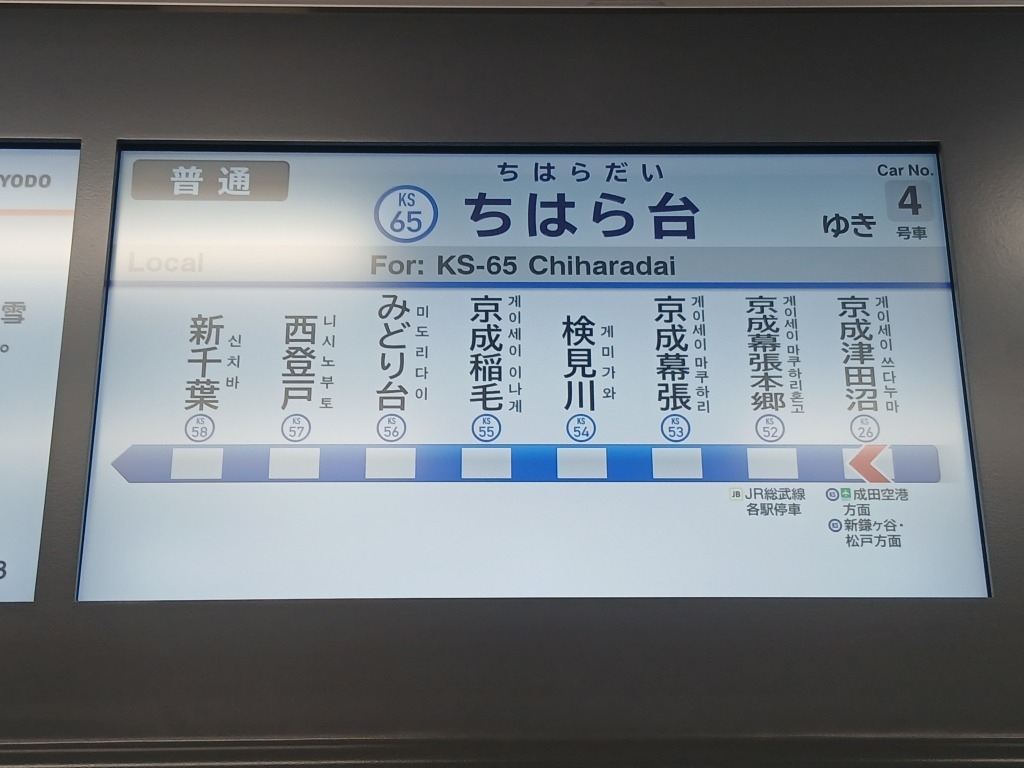 YODO
雪
。
3
普通
Local
ちはらだい
KS
65
ちはら台
ゆき
Car No.
4
号車
For: KS-65 Chiharadai
新千葉
신치바
KS
58
西登戸
니시노부토
KS
57
みどり台
미도리다이
KS
56
京成稲毛
게이세이 이나게
KS
55
検見川
게미가와
KS
54
京成幕張
게이세이 마쿠하리
KS
53
京成幕張本郷
게이세이마쿠하리혼고
KS
52
京成津田沼
게이세이 쓰다누마
KS
26
JB JR総武線
各駅停車
KS 成田空港
方面
KS 新鎌ヶ谷・
松戸方面